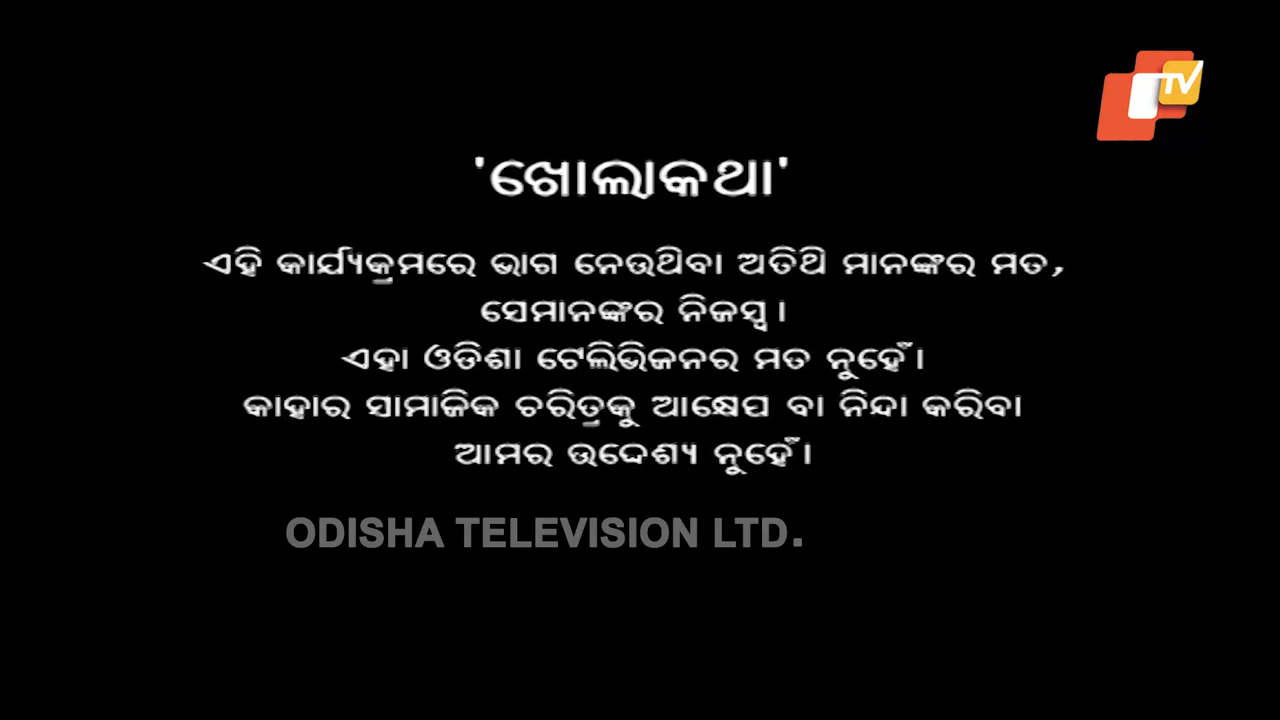 TV
'ଖୋଲାକଥା'
ଏହି କାର୍ଯ୍ୟକ୍ରମରେ ଭାଗ ନେଉଥିବା ଅତିଥି ମାନଙ୍କର ମତ,
ସେମାନଙ୍କର ନିଜସ୍ୱ ।
ଏହା ଓଡିଶା ଟେଲିଭିଜନର ମତ ନୁହେଁ ।
କାହାର ସାମାଜିକ ଚରିତ୍ରକୁ ଆକ୍ଷେପ ବା ନିନ୍ଦା କରିବା
ଆମର ଉଦ୍ଦେଶ୍ୟ ନୁହେଁ ।
ODISHA TELEVISION LTD.